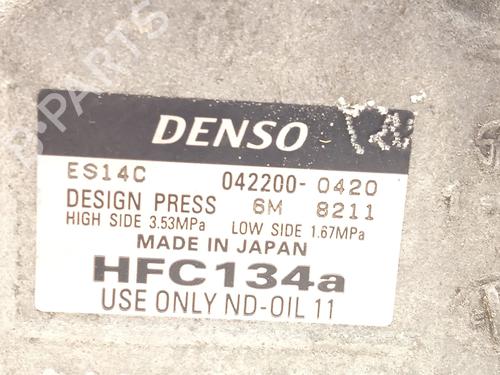 DENSO
ES14C 042200-0420
DESIGN PRESS 6M 8211
HIGH SIDE 3.53MPa LOW SIDE 1.67MPa
MADE IN JAPAN
HFC134a
USE ONLY ND-OIL 11